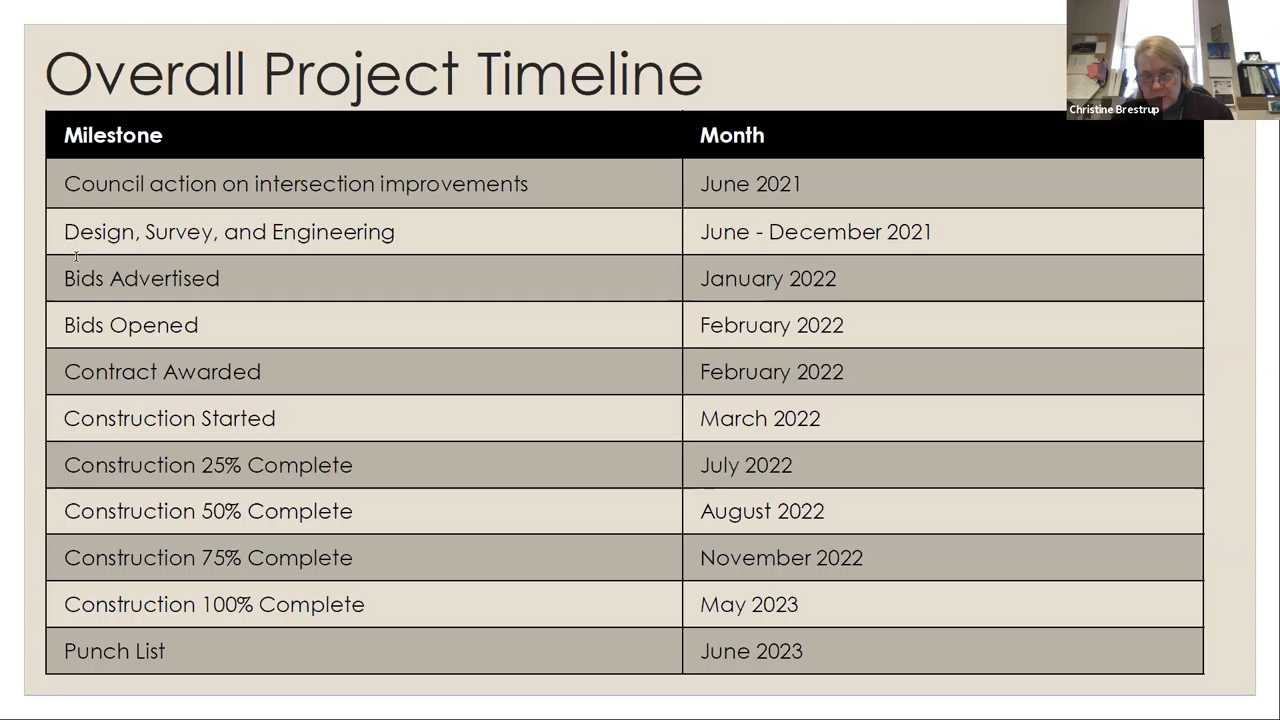 Overall Project Timeline
Christine Brestrup
Milestone Month
Council action on intersection improvements June 2021
Design, Survey, and Engineering June - December 2021
Bids Advertised January 2022
Bids Opened February 2022
Contract Awarded February 2022
Construction Started March 2022
Construction 25% Complete July 2022
Construction 50% Complete August 2022
Construction 75% Complete November 2022
Construction 100% Complete May 2023
Punch List June 2023